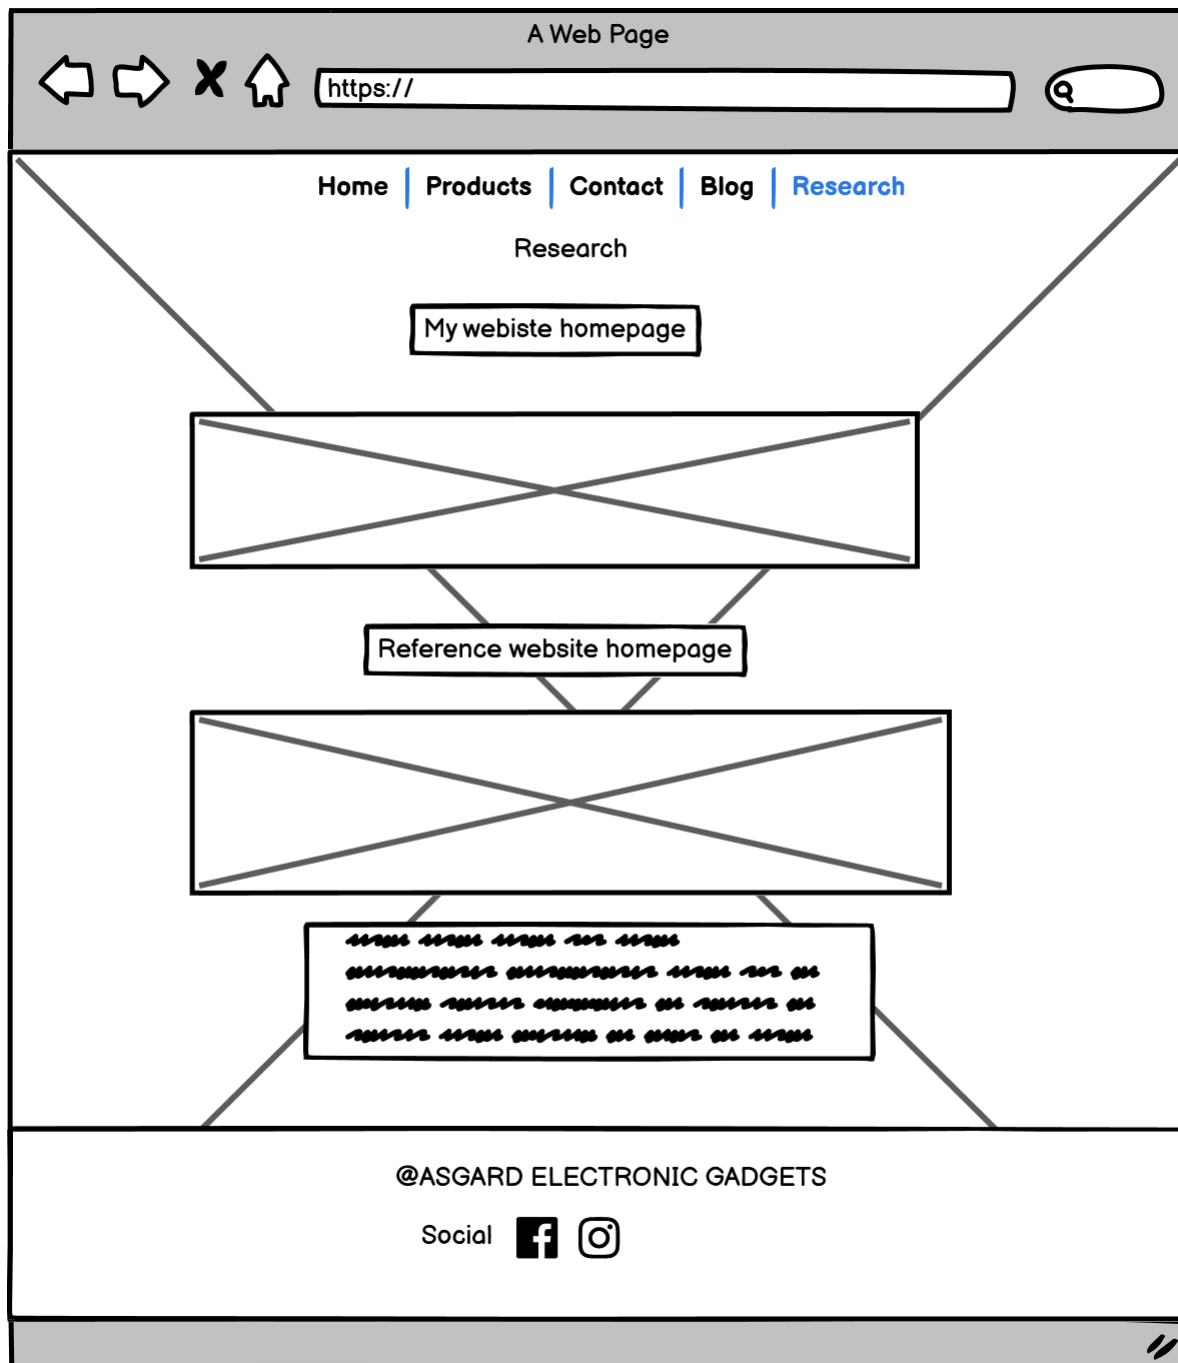 A Web Page
https://
Home Products Contact Blog Research
Research
My webiste homepage
Reference website homepage
@ASGARD ELECTRONIC GADGETS
Social